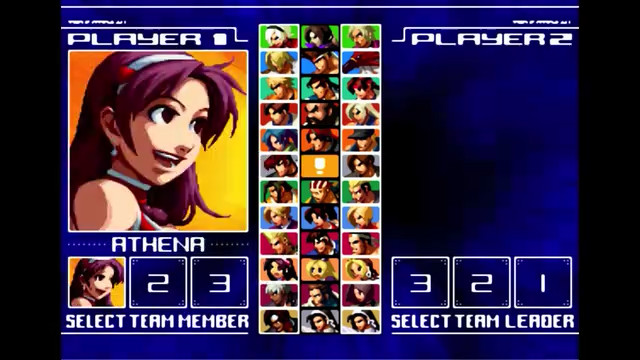 PLAYER 1
PLAYER 2
ATHENA
2 3
3 2 1
SELECT TEAM MEMBER
SELECT TEAM LEADER